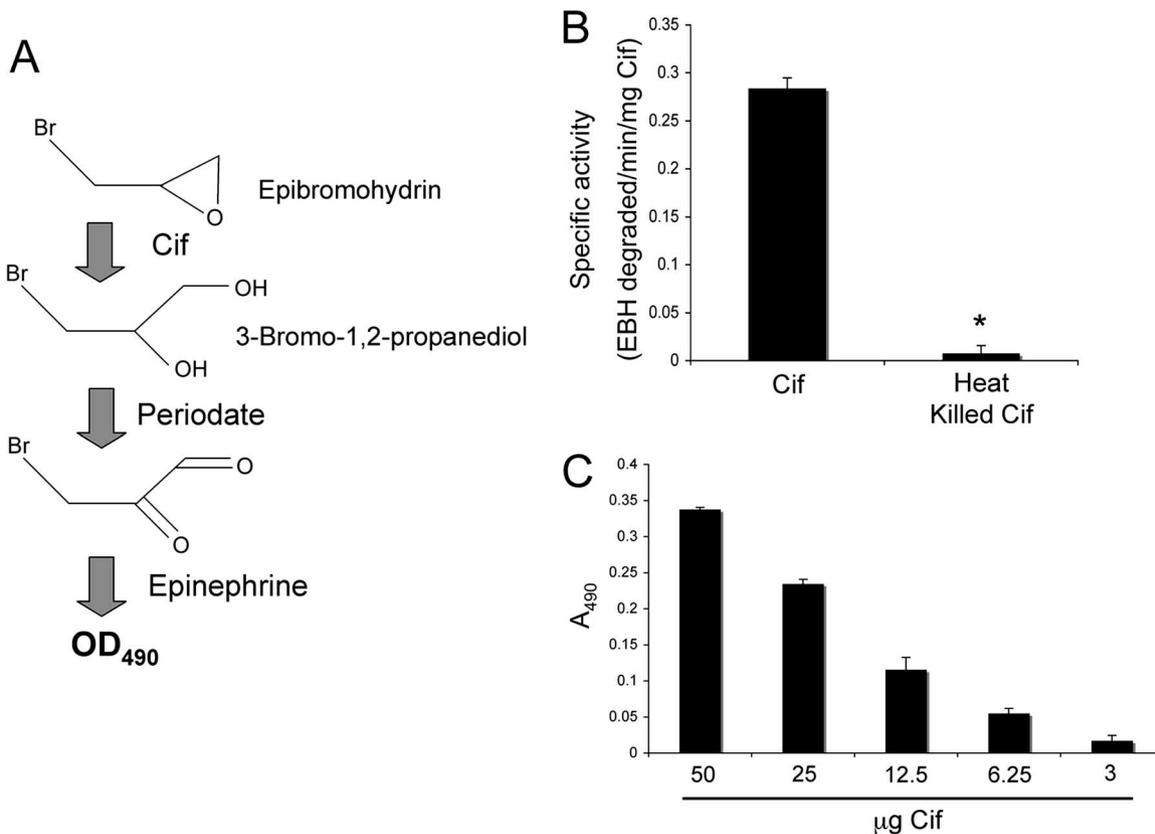 A
Br
O
Epibromohydrin
Cif
Br
OH
3-Bromo-1,2-propanediol
OH
Periodate
Br
O
O
Epinephrine
OD490
B
Specific activity
(EBH degraded/min/mg Cif)
0.35
0.3
0.25
0.2
0.15
0.1
0.05
0
*
Cif
Heat
Killed Cif
C
A490
0.4
0.35
0.3
0.25
0.2
0.15
0.1
0.05
0
50 25 12.5 6.25 3
μg Cif